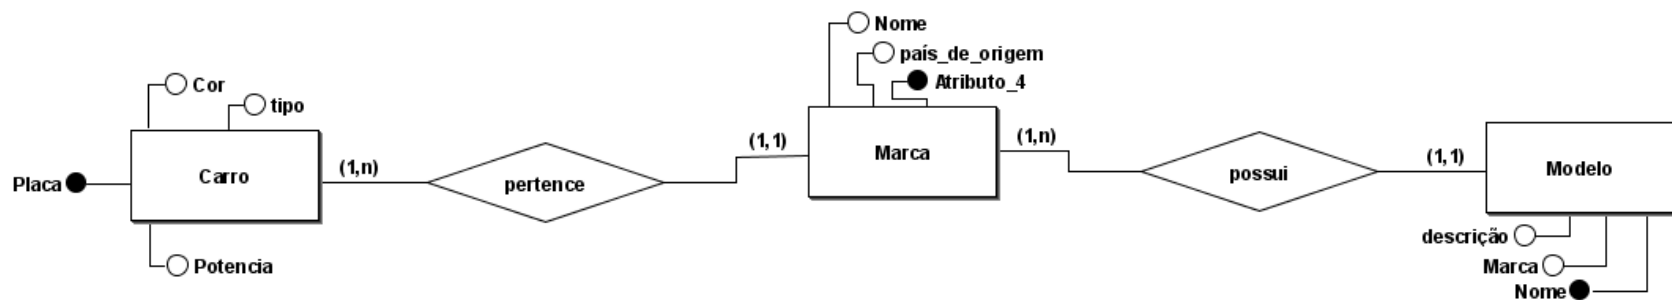 Nome
país_de_origem
Atributo_4
Cor
tipo
(1,n)
(1,1)
Marca
(1,n)
(1,1)
Placa
Carro
pertence
possui
Modelo
Potencia
descrição
Marca
Nome